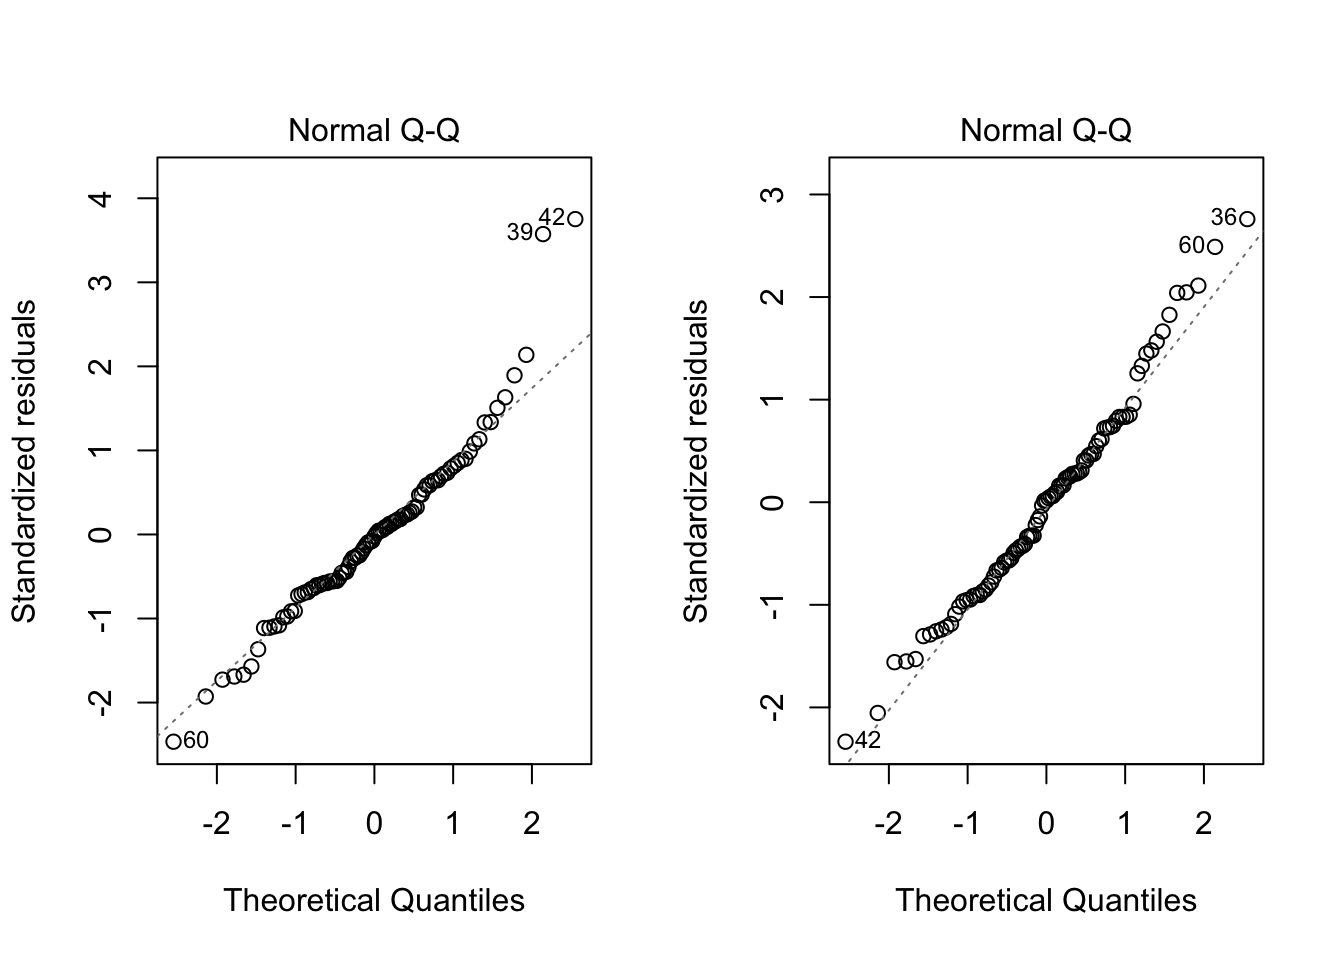 Normal Q-Q
Standardized residuals
4
3
2
1
0
-1
-2
42
39
60
-2 -1 0 1 2
Theoretical Quantiles
Normal Q-Q
Standardized residuals
3
2
1
0
-1
-2
36
60
42
-2 -1 0 1 2
Theoretical Quantiles